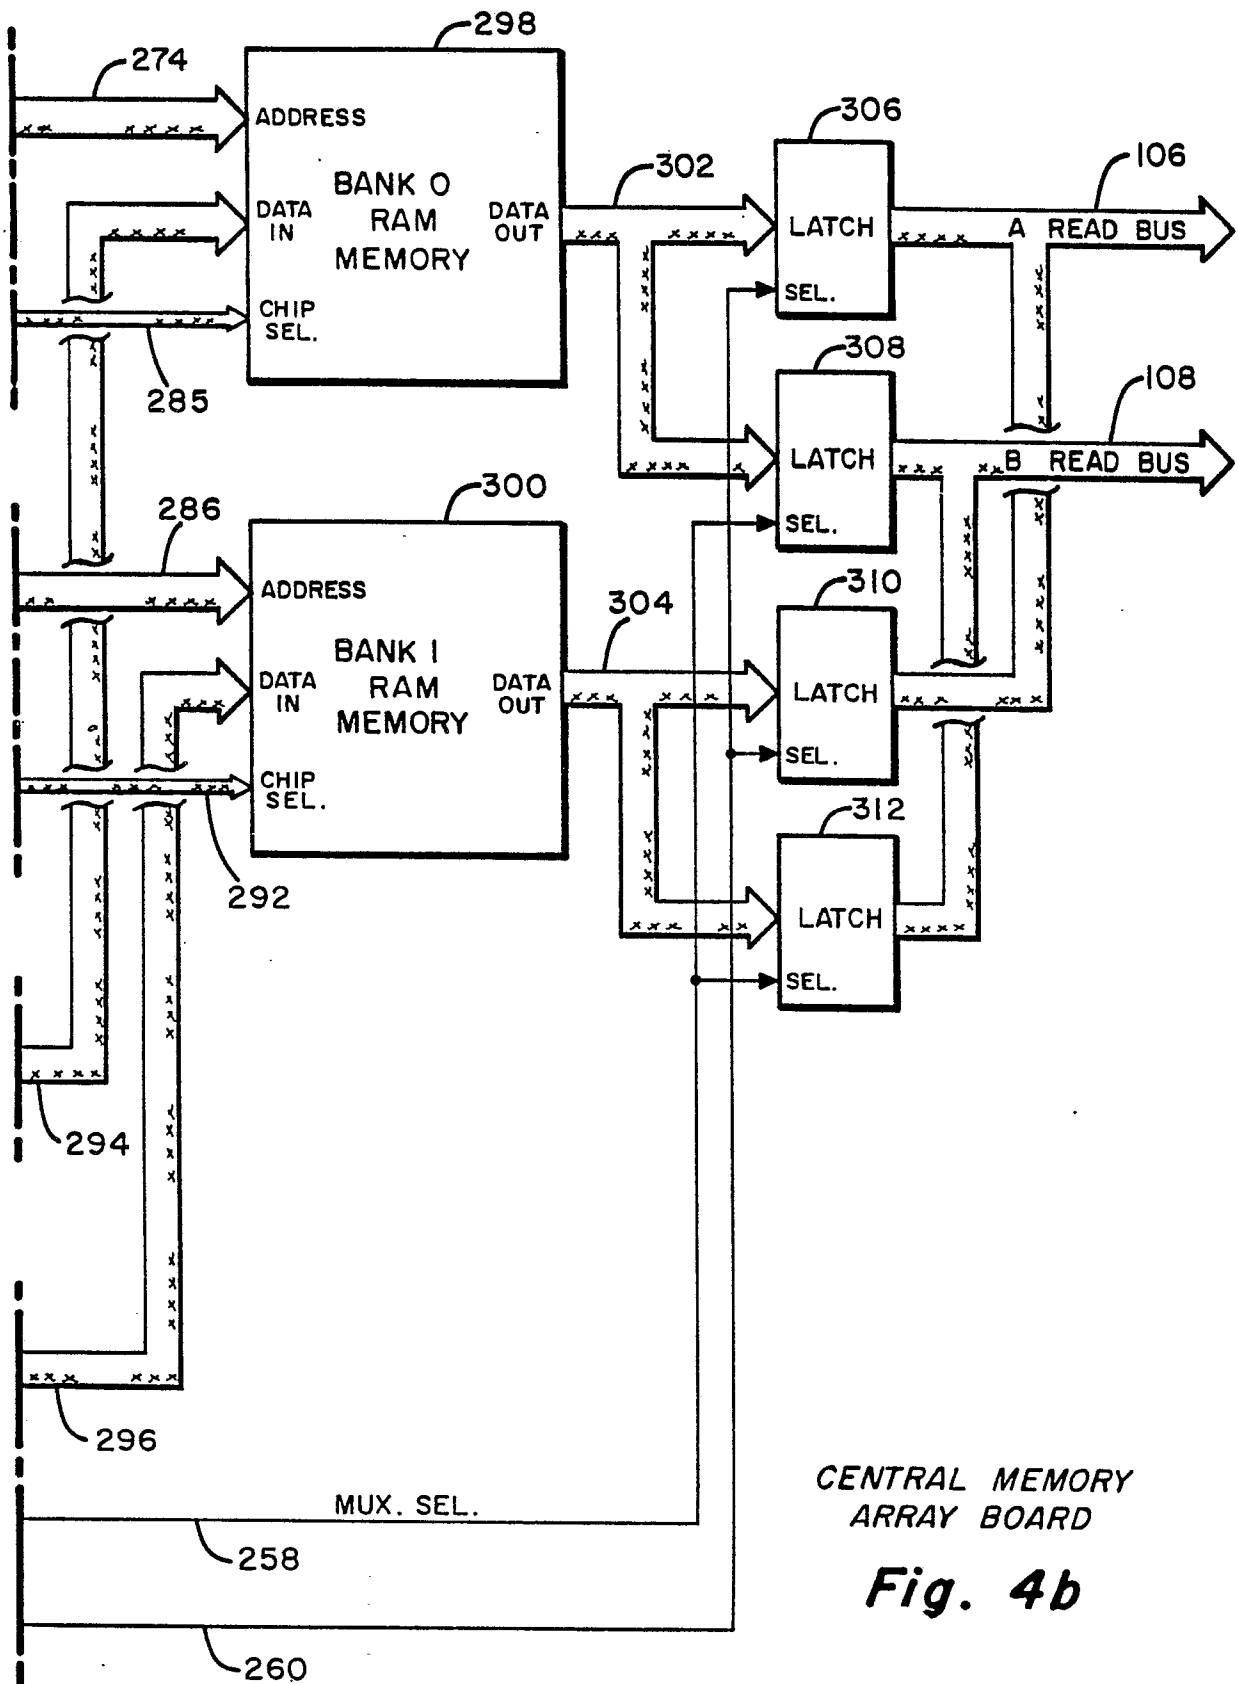 298
274
ADDRESS
BANK 0
RAM
MEMORY
DATA
IN
DATA
OUT
CHIP
SEL.
285
302
306
LATCH
SEL.
106
A READ BUS
308
LATCH
SEL.
108
B READ BUS
300
286
ADDRESS
BANK 1
RAM
MEMORY
DATA
IN
DATA
OUT
CHIP
SEL.
292
304
310
LATCH
SEL.
312
LATCH
SEL.
294
296
MUX. SEL.
258
260
CENTRAL MEMORY
ARRAY BOARD
Fig. 4b